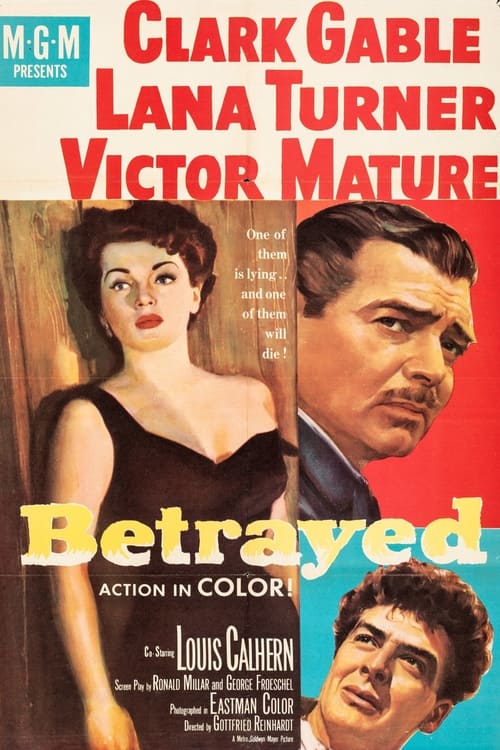 M·G·M
PRESENTS
CLARK GABLE
LANA TURNER
VICTOR MATURE
One of
them
is lying..
and one
of them
will
die!
Betrayed
ACTION IN COLOR!
Co-Starring LOUIS CALHERN
Screen Play by RONALD MILLAR and GEORGE FROESCHEL
Photographed in EASTMAN COLOR
Directed by GOTTFRIED REINHARDT
A Metro-Goldwyn-Mayer Picture